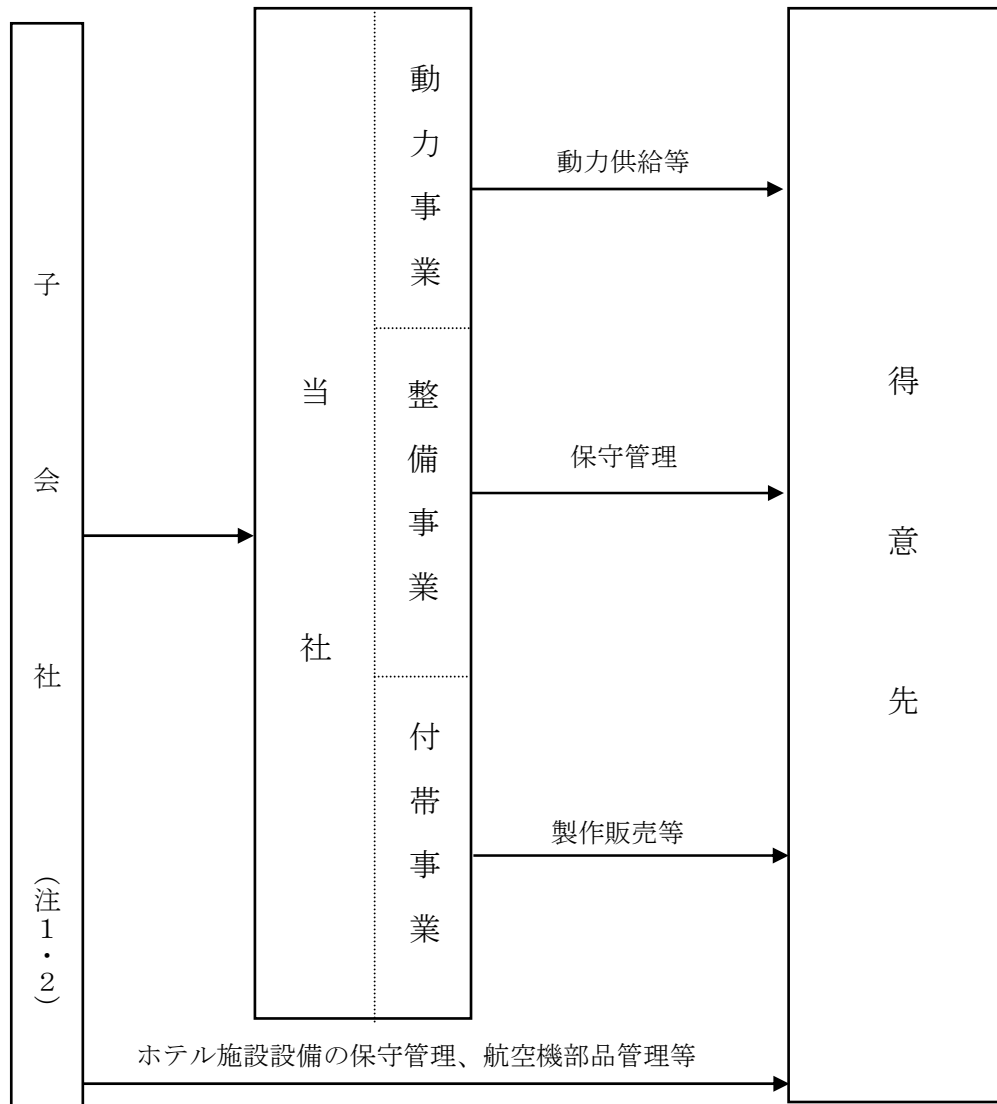 子会社(注1・2)
当社
動力事業
整備事業
付帯事業
動力供給等
保守管理
製作販売等
得意先
ホテル施設設備の保守管理、航空機部品管理等